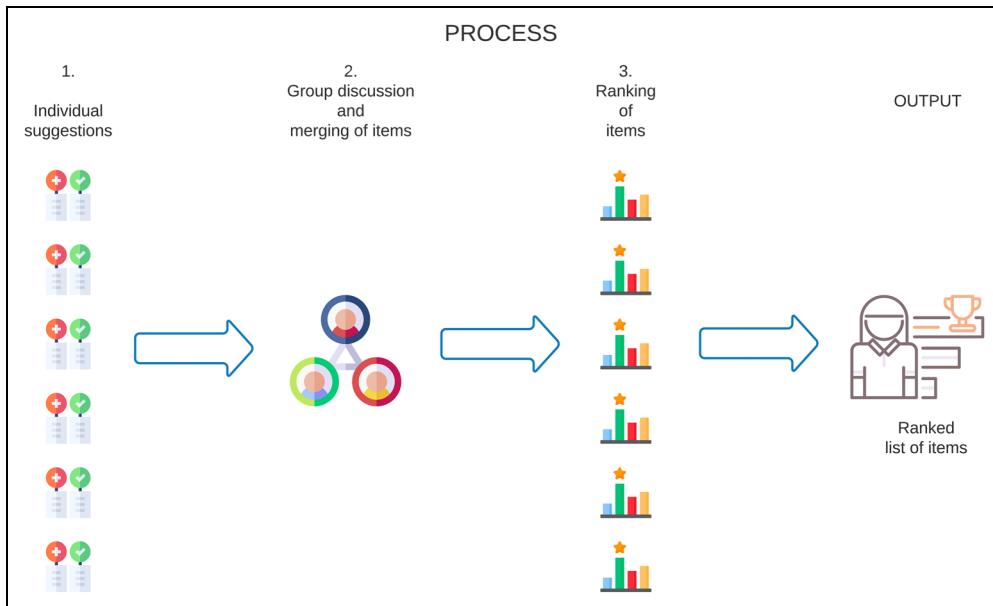 PROCESS
1.
Individual
suggestions
2.
Group discussion
and
merging of items
3.
Ranking
of
items
OUTPUT
Ranked
list of items